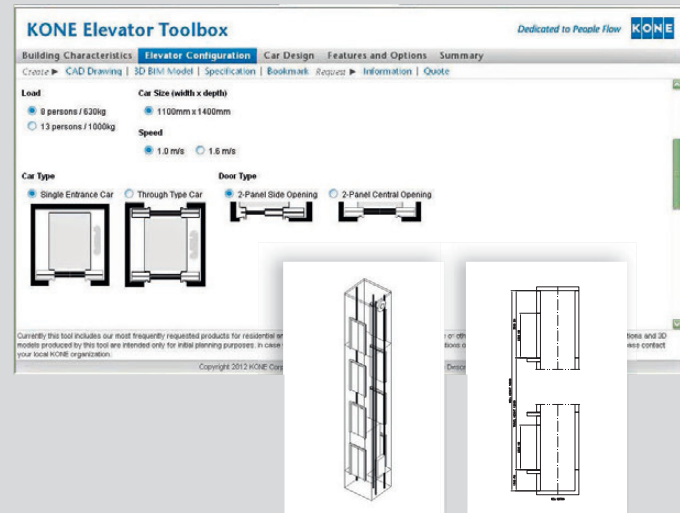 KONE Elevator Toolbox
Dedicated to People Flow
KONE
Building Characteristics Elevator Configuration Car Design Features and Options Summary
Create ▶ CAD Drawing | 3D BIM Model | Specification | Bookmark Request ▶ Information | Quote
Load Car Size (width x depth)
8 persons / 630kg 1100mm x 1400mm
13 persons / 1000kg
Speed
1.0 m/s 1.6 m/s
Car Type Door Type
Single Entrance Car Through Type Car 2-Panel Side Opening 2-Panel Central Opening
Currently this tool includes our most frequently requested products for residential
models produced by this tool are intended only for initial planning purposes. In case contact
your local KONE organization.
Copyright 2012 KONE